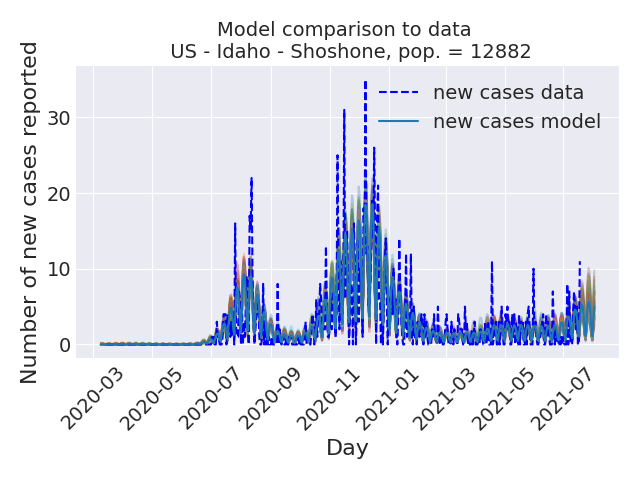 Model comparison to data
US - Idaho - Shoshone, pop. = 12882
Number of new cases reported
30
20
10
0
new cases data
new cases model
2020-03
2020-05
2020-07
2020-09
2020-11
2021-01
2021-03
2021-05
2021-07
Day